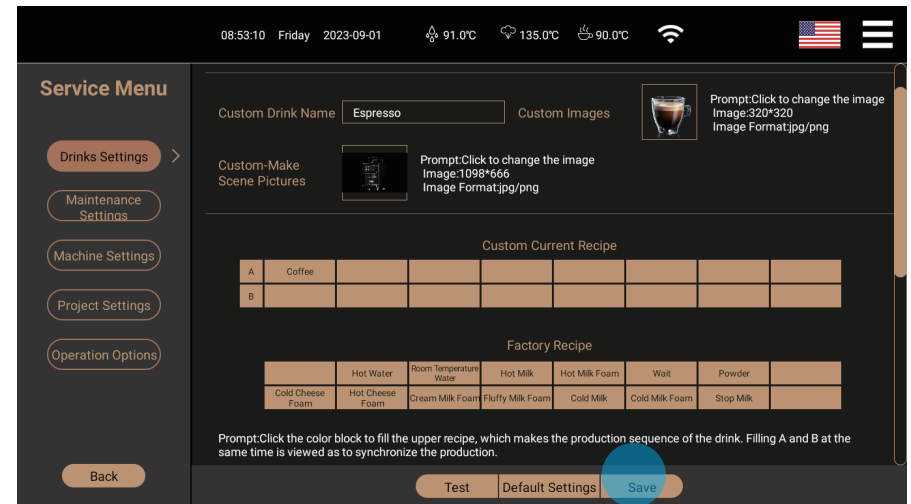 08:53:10 Friday 2023-09-01 91.0℃ 135.0℃ 90.0℃
Service Menu
Drinks Settings
Maintenance
Settings
Machine Settings
Project Settings
Operation Options
Back
Custom Drink Name Espresso Custom Images
Prompt:Click to change the image
Image:320*320
Image Format:jpg/png
Custom-Make
Scene Pictures
Prompt:Click to change the image
Image:1098*666
Image Format:jpg/png
Custom Current Recipe
A Coffee
B
Factory Recipe
Hot Water Room Temperature Water Hot Milk Hot Milk Foam Wait Powder
Cold Cheese Foam Hot Cheese Foam Cream Milk Foam Fluffy Milk Foam Cold Milk Cold Milk Foam Stop Milk
Prompt:Click the color block to fill the upper recipe, which makes the production sequence of the drink. Filling A and B at the
same time is viewed as to synchronize the production.
Test Default Settings Save